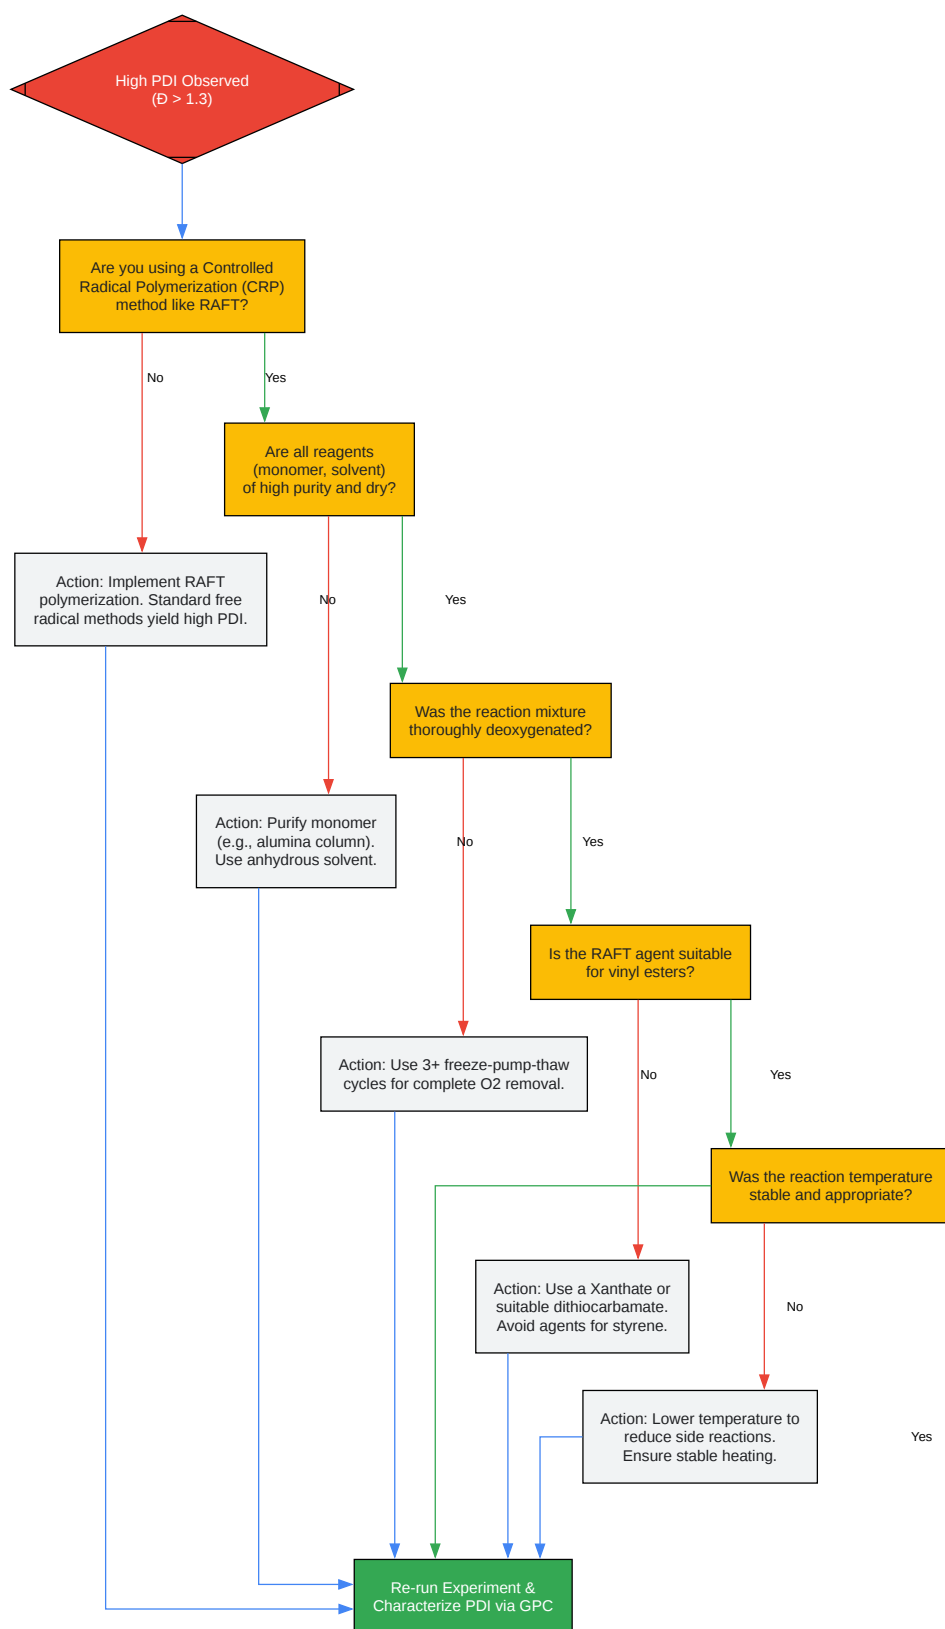 High PDI Observed
(Đ > 1.3)
Are you using a Controlled
Radical Polymerization (CRP)
method like RAFT?
No
Yes
Are all reagents
(monomer, solvent)
of high purity and dry?
Action: Implement RAFT
polymerization. Standard free
radical methods yield high PDI.
No
Yes
Was the reaction mixture
thoroughly deoxygenated?
Action: Purify monomer
(e.g., alumina column).
Use anhydrous solvent.
No
Yes
Is the RAFT agent suitable
for vinyl esters?
Action: Use 3+ freeze-pump-thaw
cycles for complete O2 removal.
No
Yes
Was the reaction temperature
stable and appropriate?
Action: Use a Xanthate or
suitable dithiocarbamate.
Avoid agents for styrene.
No
Action: Lower temperature to
reduce side reactions.
Ensure stable heating.
Yes
Re-run Experiment &
Characterize PDI via GPC